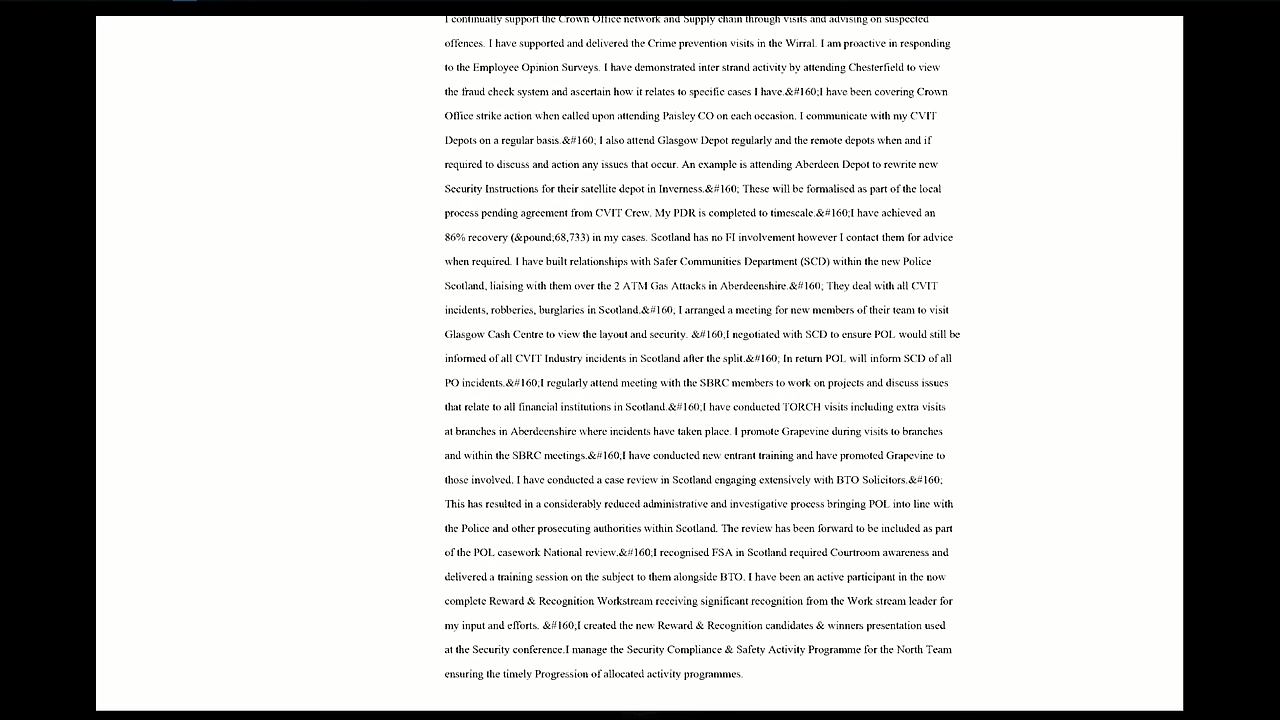 I continually support the Crown Office network and Supply chain through visits and advising on suspected
offences. I have supported and delivered the Crime prevention visits in the Wirral. I am proactive in responding
to the Employee Opinion Surveys. I have demonstrated inter strand activity by attending Chesterfield to view
the fraud check system and ascertain how it relates to specific cases I have.&#160;I have been covering Crown
Office strike action when called upon attending Paisley CO on each occasion. I communicate with my CVIT
Depots on a regular basis.&#160; I also attend Glasgow Depot regularly and the remote depots when and if
required to discuss and action any issues that occur. An example is attending Aberdeen Depot to rewrite new
Security Instructions for their satellite depot in Inverness.&#160; These will be formalised as part of the local
process pending agreement from CVIT Crew. My PDR is completed to timescale.&#160;I have achieved an
86% recovery (&pound;68,733) in my cases. Scotland has no FI involvement however I contact them for advice
when required. I have built relationships with Safer Communities Department (SCD) within the new Police
Scotland, liaising with them over the 2 ATM Gas Attacks in Aberdeenshire.&#160; They deal with all CVIT
incidents, robberies, burglaries in Scotland.&#160; I arranged a meeting for new members of their team to visit
Glasgow Cash Centre to view the layout and security. &#160;I negotiated with SCD to ensure POL would still be
informed of all CVIT Industry incidents in Scotland after the split.&#160; In return POL will inform SCD of all
PO incidents.&#160;I regularly attend meeting with the SBRC members to work on projects and discuss issues
that relate to all financial institutions in Scotland.&#160;I have conducted TORCH visits including extra visits
at branches in Aberdeenshire where incidents have taken place. I promote Grapevine during visits to branches
and within the SBRC meetings.&#160;I have conducted new entrant training and have promoted Grapevine to
those involved. I have conducted a case review in Scotland engaging extensively with BTO Solicitors.&#160;
This has resulted in a considerably reduced administrative and investigative process bringing POL into line with
the Police and other prosecuting authorities within Scotland. The review has been forward to be included as part
of the POL casework National review.&#160;I recognised FSA in Scotland required Courtroom awareness and
delivered a training session on the subject to them alongside BTO. I have been an active participant in the now
complete Reward & Recognition Workstream receiving significant recognition from the Work stream leader for
my input and efforts. &#160;I created the new Reward & Recognition candidates & winners presentation used
at the Security conference.I manage the Security Compliance & Safety Activity Programme for the North Team
ensuring the timely Progression of allocated activity programmes.